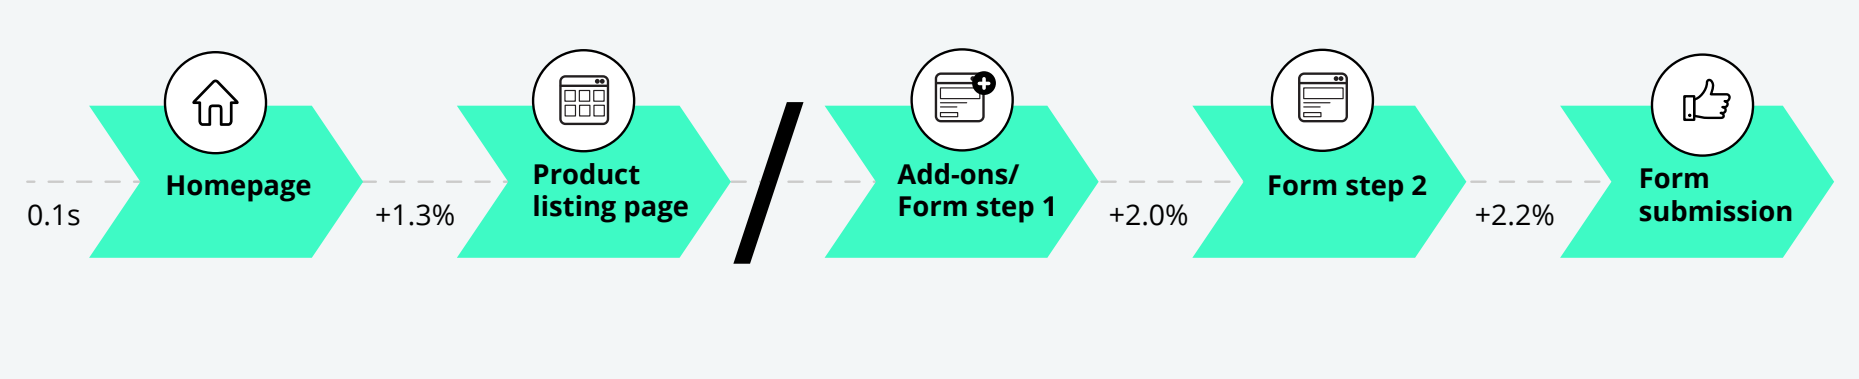 0.1s
Homepage
+1.3%
Product
listing page
Add-ons/
Form step 1
+2.0%
Form step 2
+2.2%
Form
submission